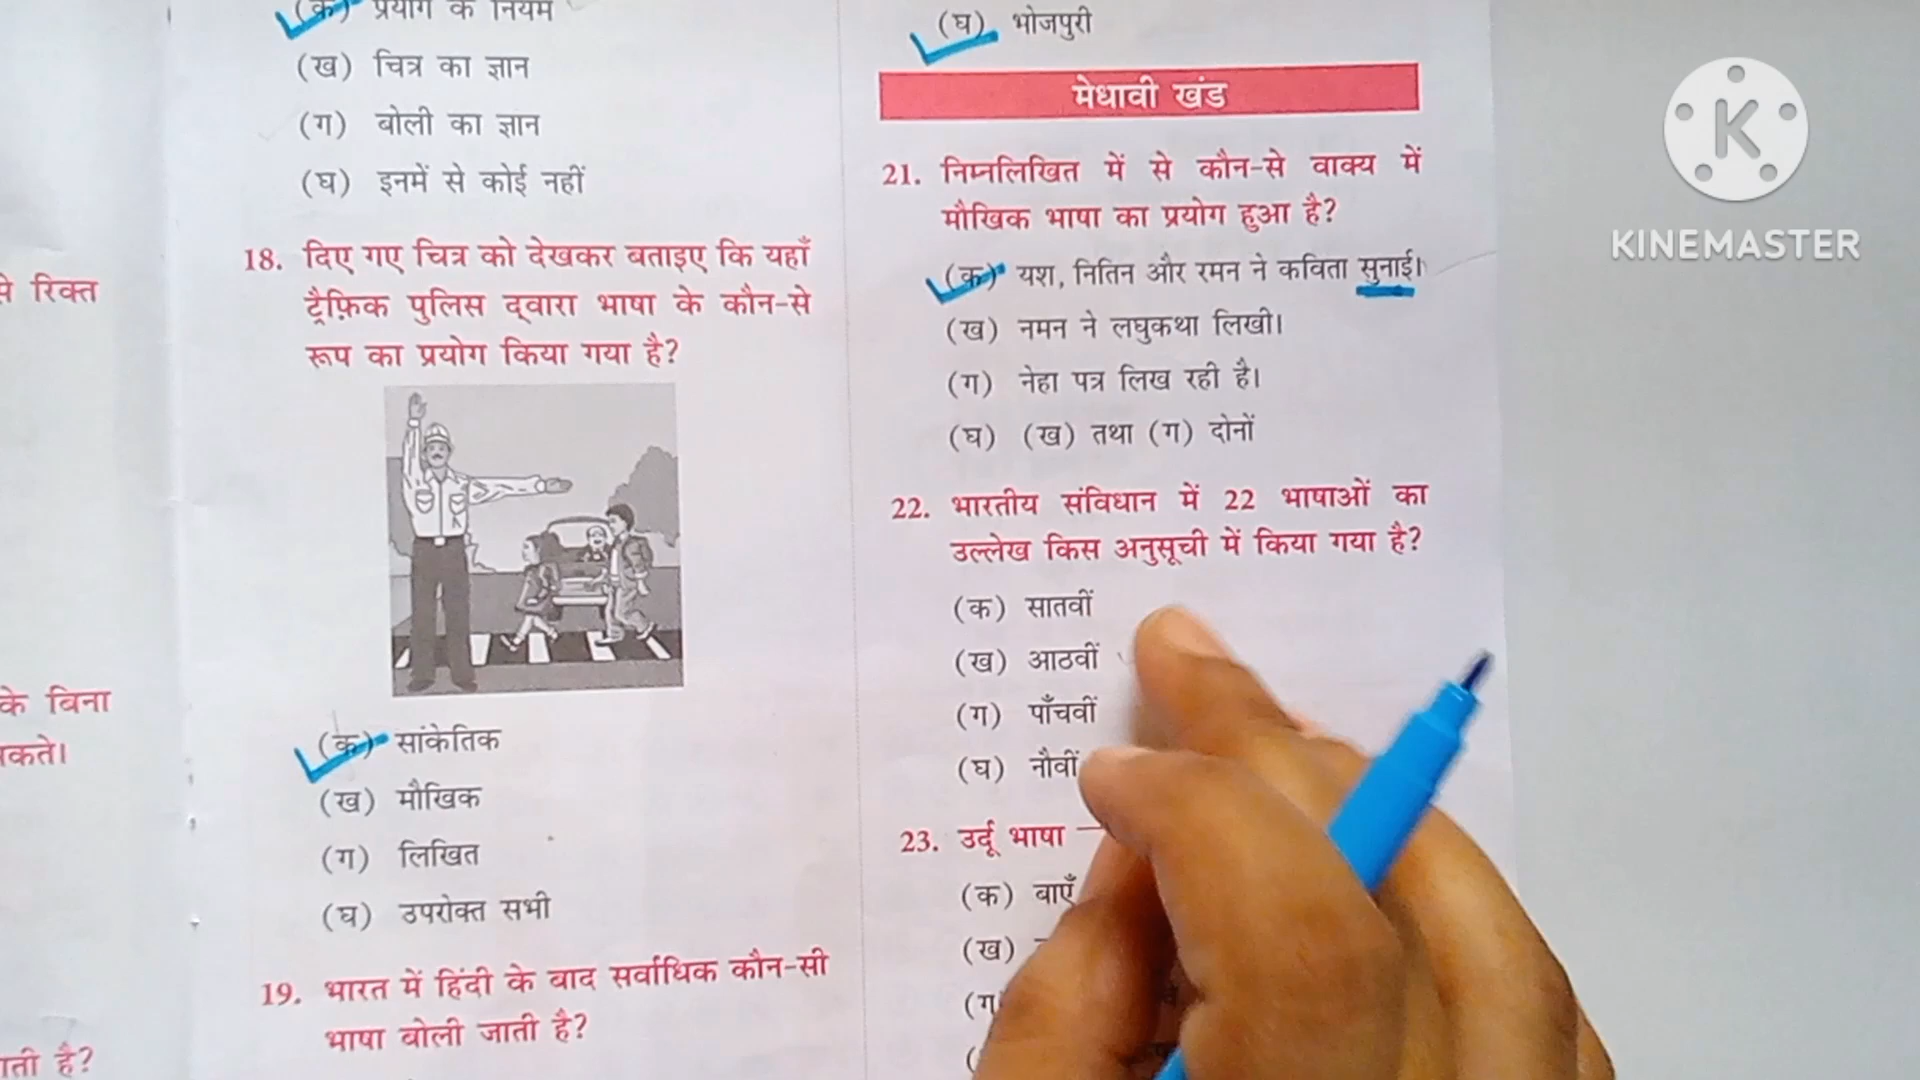 (क) प्रयोग के नियम
(ख) चित्र का ज्ञान
(ग) बोली का ज्ञान
(घ) इनमें से कोई नहीं
18. दिए गए चित्र को देखकर बताइए कि यहाँ
ट्रैफ़िक पुलिस द्वारा भाषा के कौन-से
रूप का प्रयोग किया गया है?
(क) सांकेतिक
(ख) मौखिक
(ग) लिखित
(घ) उपरोक्त सभी
19. भारत में हिंदी के बाद सर्वाधिक कौन-सी
भाषा बोली जाती है?
रिक्त
के बिना
है?
(घ) भोजपुरी
मेधावी खंड
21. निम्नलिखित में से कौन-से वाक्य में
मौखिक भाषा का प्रयोग हुआ है?
(क) यश, नितिन और रमन ने कविता सुनाई।
(ख) नमन ने लघुकथा लिखी।
(ग) नेहा पत्र लिख रही है।
(घ) (ख) तथा (ग) दोनों
22. भारतीय संविधान में 22 भाषाओं का
उल्लेख किस अनुसूची में किया गया है?
(क) सातवीं
(ख) आठवीं
(ग) पाँचवीं
(घ) नौवीं
23. उर्दू भाषा
(क) बाएँ
(ख)
(ग
K
KINEMASTER